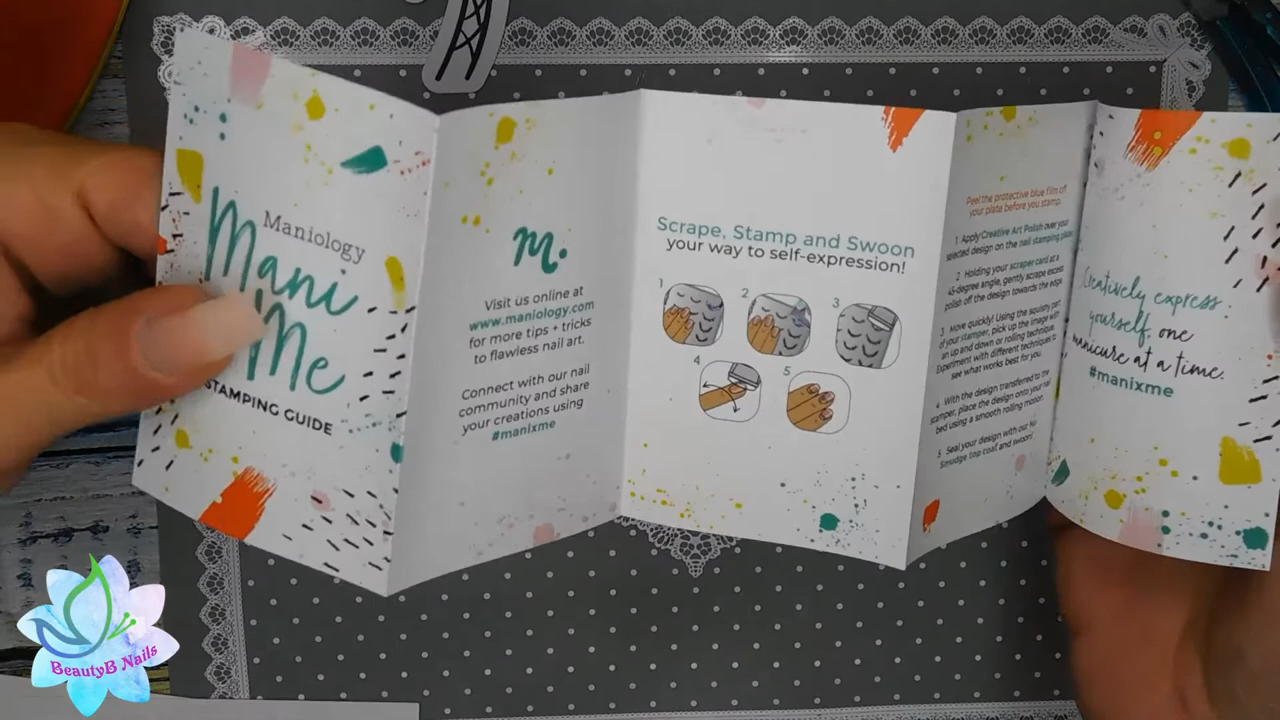 Maniology
Mani
Me
STAMPING GUIDE
m.
Visit us online at
www.maniology.com
for more tips + tricks
to flawless nail art.
Connect with our nail
community and share
your creations using
#manixme
Scrape, Stamp and Swoon
your way to self-expression!
1
2
3
4
5
Peel the protective blue film of
your plate before you stamp.
1 Apply Creative Art Polish over your
selected design on the nail stamping plate.
2 Holding your scraper card at a
45-degree angle, gently scrape excess
polish off the design towards the edge.
3 Move quickly! Using the squishy part
of your stamper, pick up the image with
an up and down or rolling technique.
Experiment with different techniques to
see what works best for you.
4 With the design transferred to the
stamper, place the design onto your nail
bed using a smooth rolling motion.
5 Seal your design with our No
Smudge top coat and swoon!
Creatively express
yourself, one
manicure at a time.
#manixme
BeautyB Nails